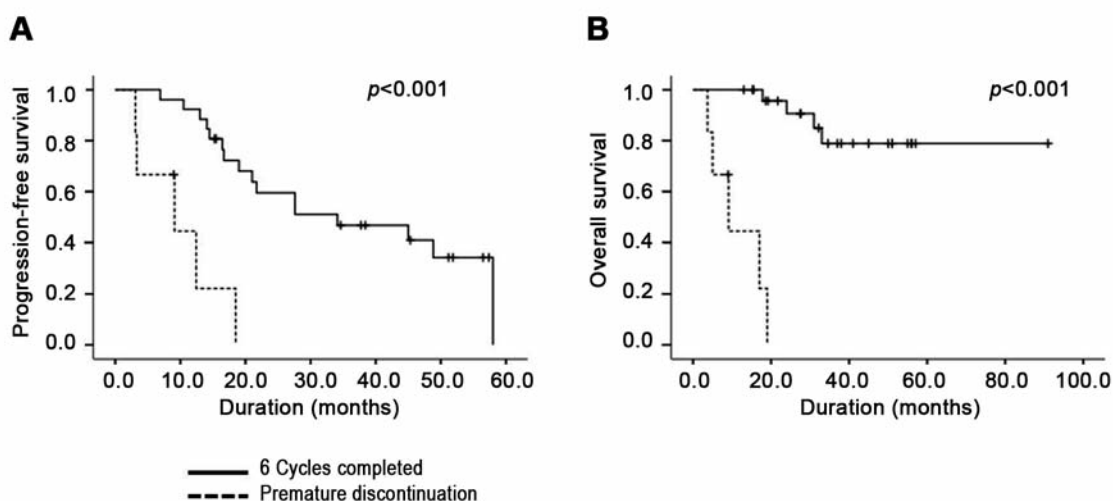 A
p<0.001
Progression-free survival
1.0
0.8
0.6
0.4
0.2
0.0
0.0 10.0 20.0 30.0 40.0 50.0 60.0
Duration (months)
B
p<0.001
Overall survival
1.0
0.8
0.6
0.4
0.2
0.0
0.0 20.0 40.0 60.0 80.0 100.0
Duration (months)
6 Cycles completed
Premature discontinuation